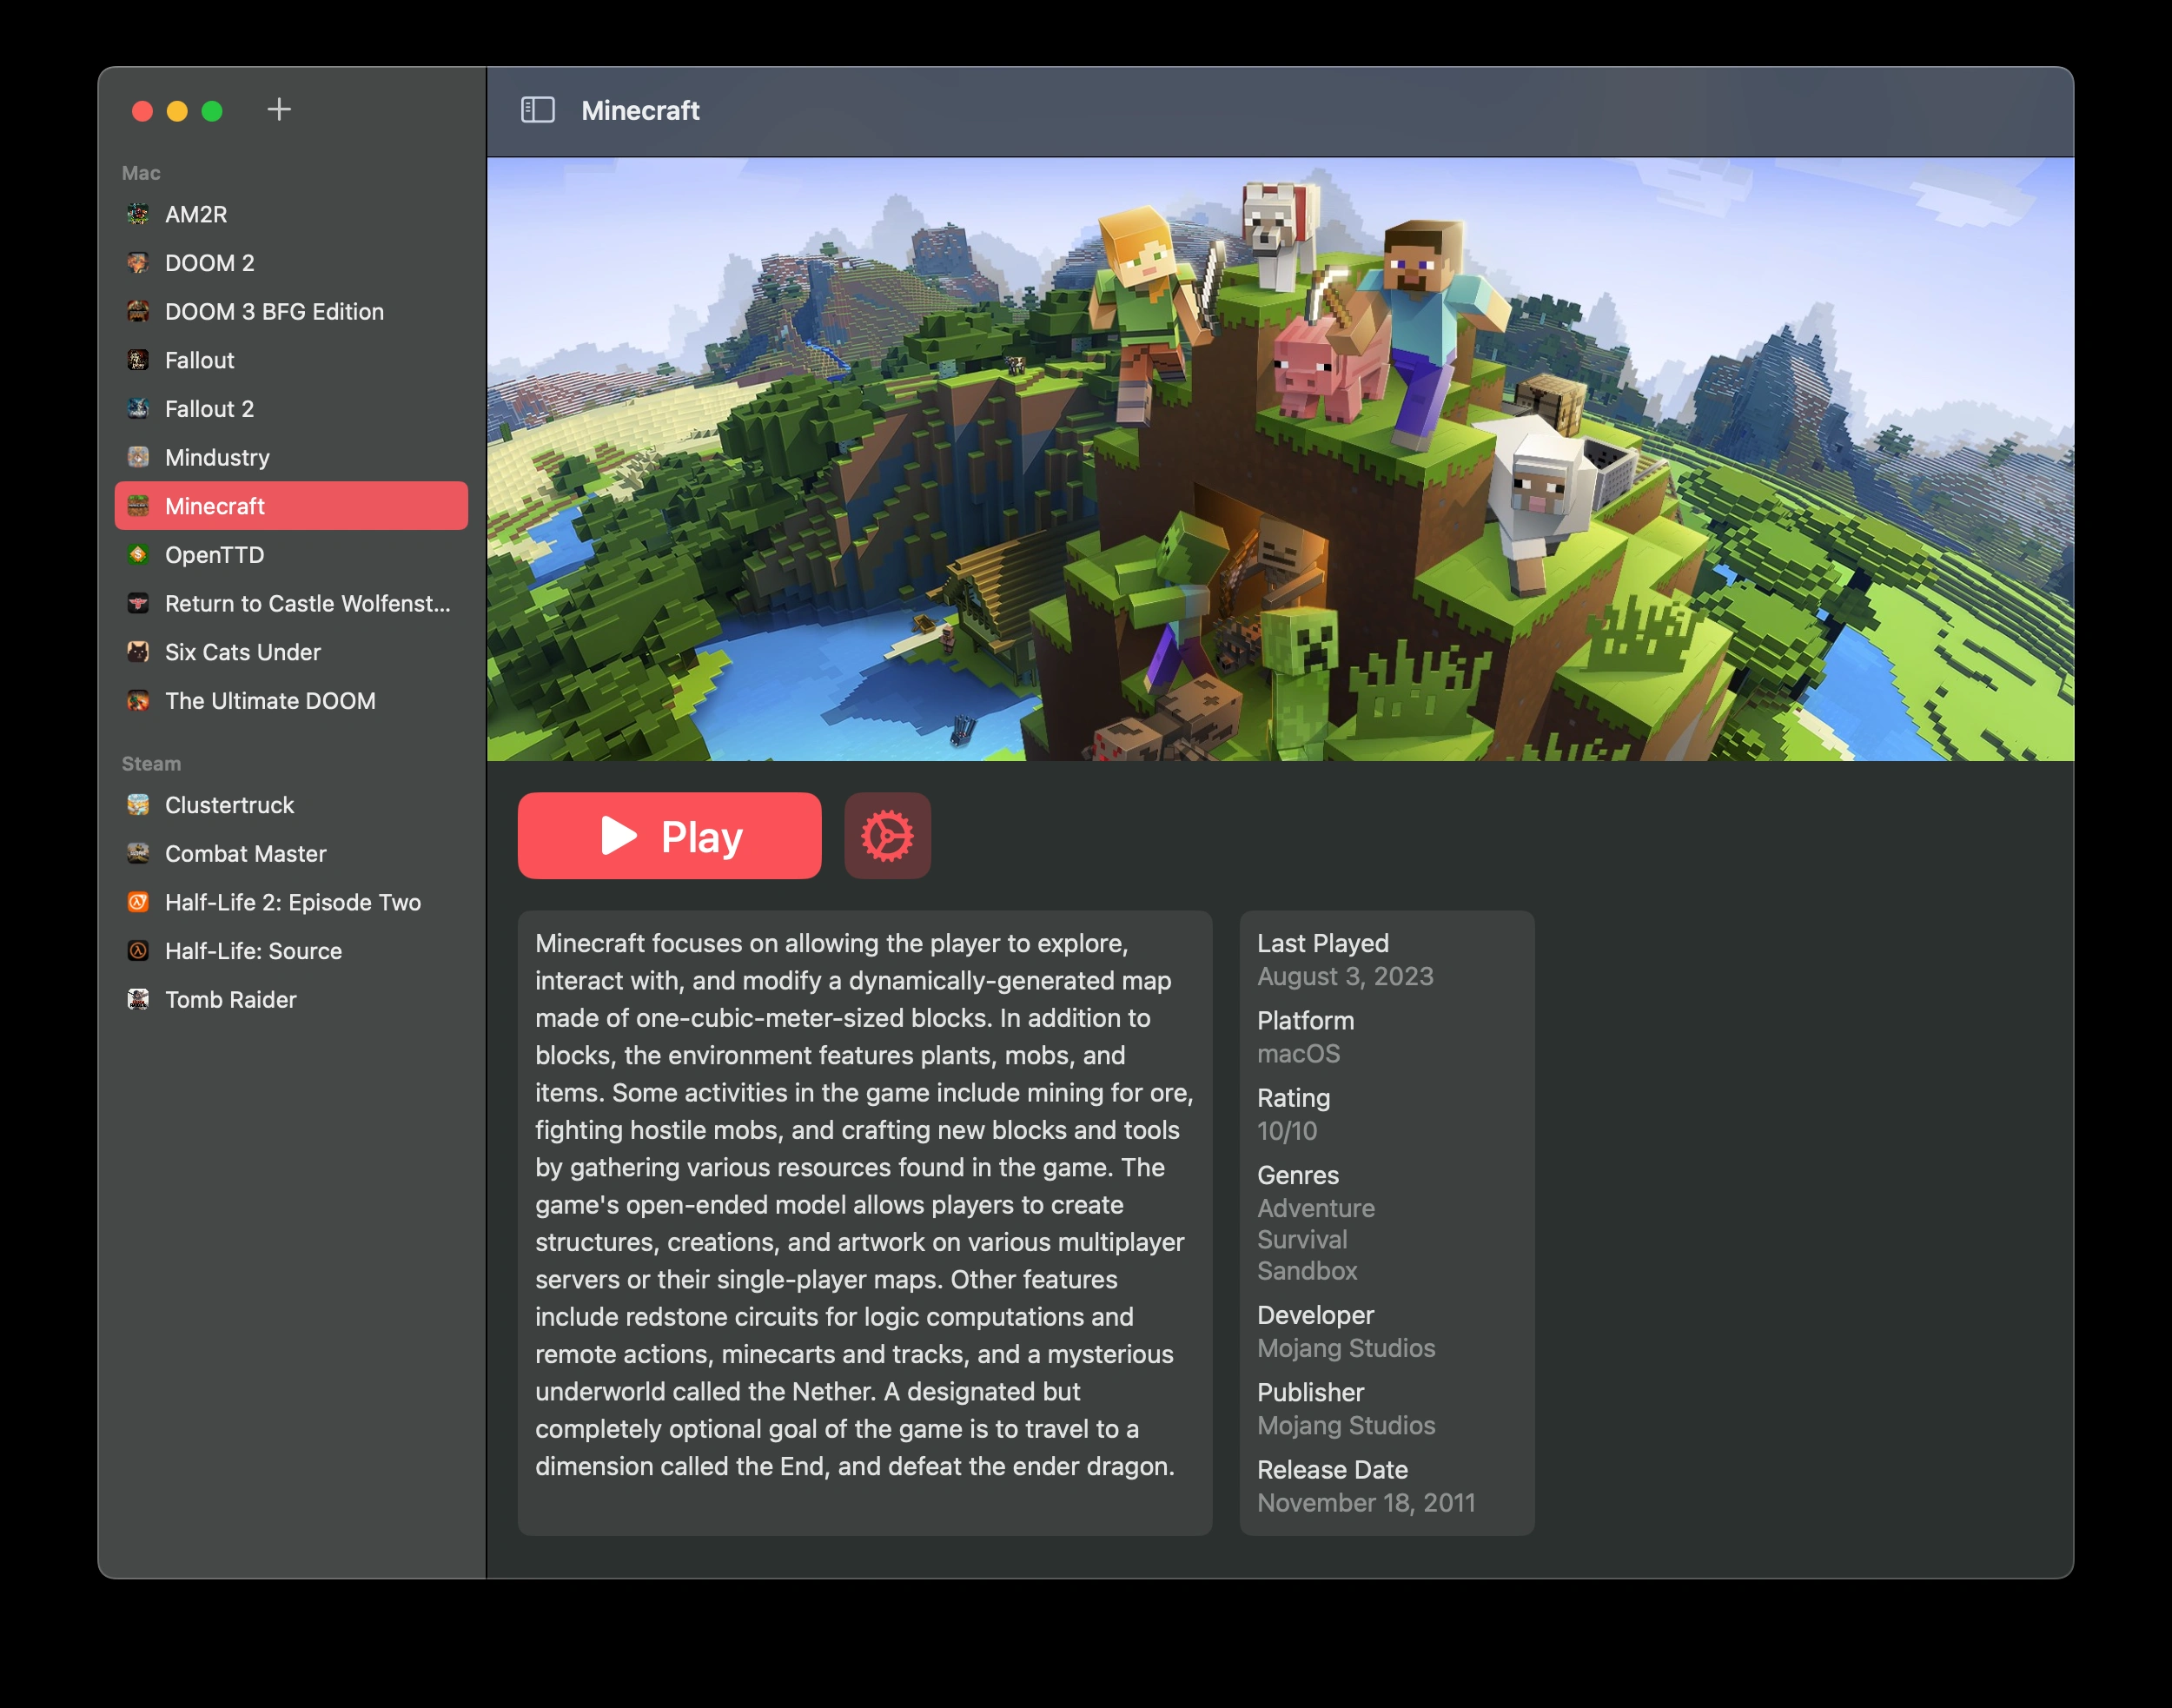 Minecraft
Mac
AM2R
DOOM 2
DOOM 3 BFG Edition
Fallout
Fallout 2
Mindustry
Minecraft
OpenTTD
Return to Castle Wolfenst...
Six Cats Under
The Ultimate DOOM
Steam
Clustertruck
Combat Master
Half-Life 2: Episode Two
Half-Life: Source
Tomb Raider
Play
Minecraft focuses on allowing the player to explore,
interact with, and modify a dynamically-generated map
made of one-cubic-meter-sized blocks. In addition to
blocks, the environment features plants, mobs, and
items. Some activities in the game include mining for ore,
fighting hostile mobs, and crafting new blocks and tools
by gathering various resources found in the game. The
game's open-ended model allows players to create
structures, creations, and artwork on various multiplayer
servers or their single-player maps. Other features
include redstone circuits for logic computations and
remote actions, minecarts and tracks, and a mysterious
underworld called the Nether. A designated but
completely optional goal of the game is to travel to a
dimension called the End, and defeat the ender dragon.
Last Played
August 3, 2023
Platform
macOS
Rating
10/10
Genres
Adventure
Survival
Sandbox
Developer
Mojang Studios
Publisher
Mojang Studios
Release Date
November 18, 2011